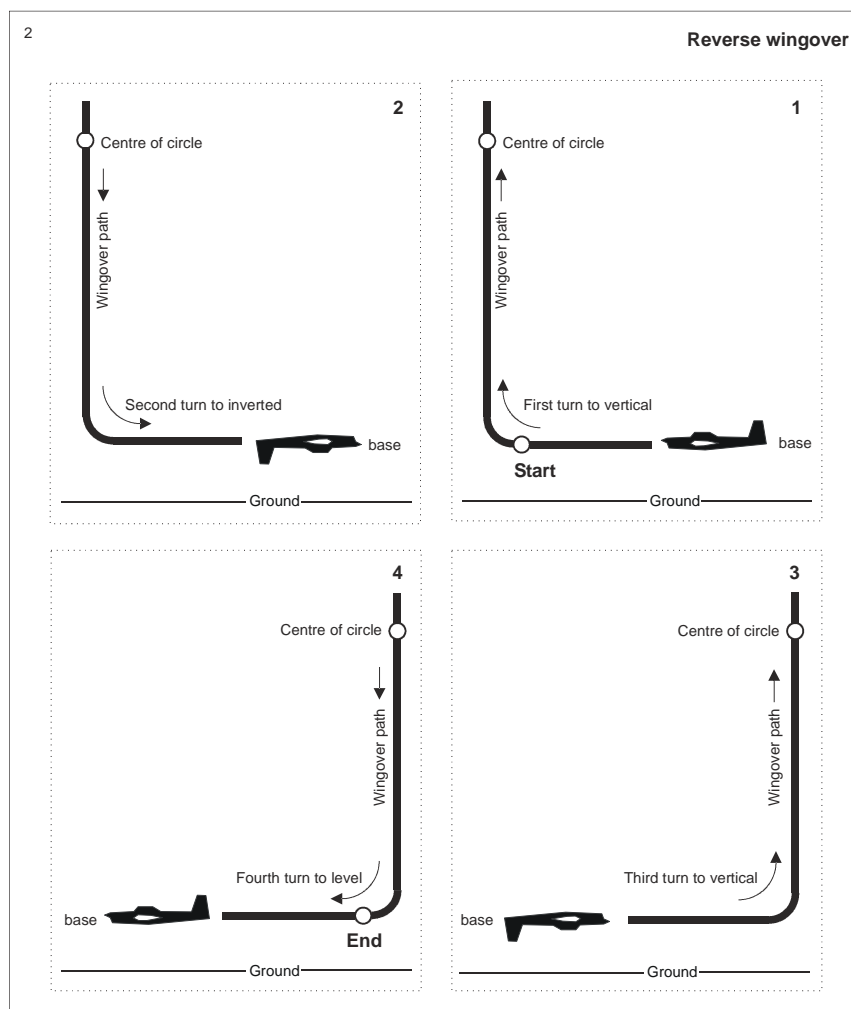 2
Reverse wingover
2
Centre of circle
Wingover path
Second turn to inverted
base
Ground
1
Centre of circle
Wingover path
First turn to vertical
base
Start
Ground
4
Centre of circle
Wingover path
Fourth turn to level
base
End
Ground
3
Centre of circle
Wingover path
Third turn to vertical
base
Ground